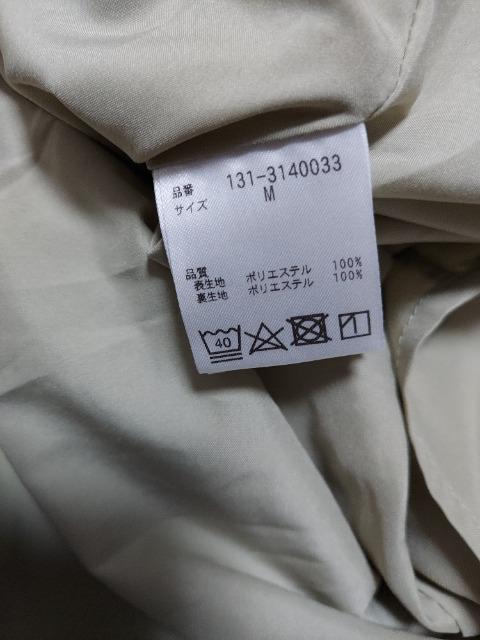 品番 131-3140033
サイズ M
品質
表生地 ポリエステル 100%
裏生地 ポリエステル 100%
40